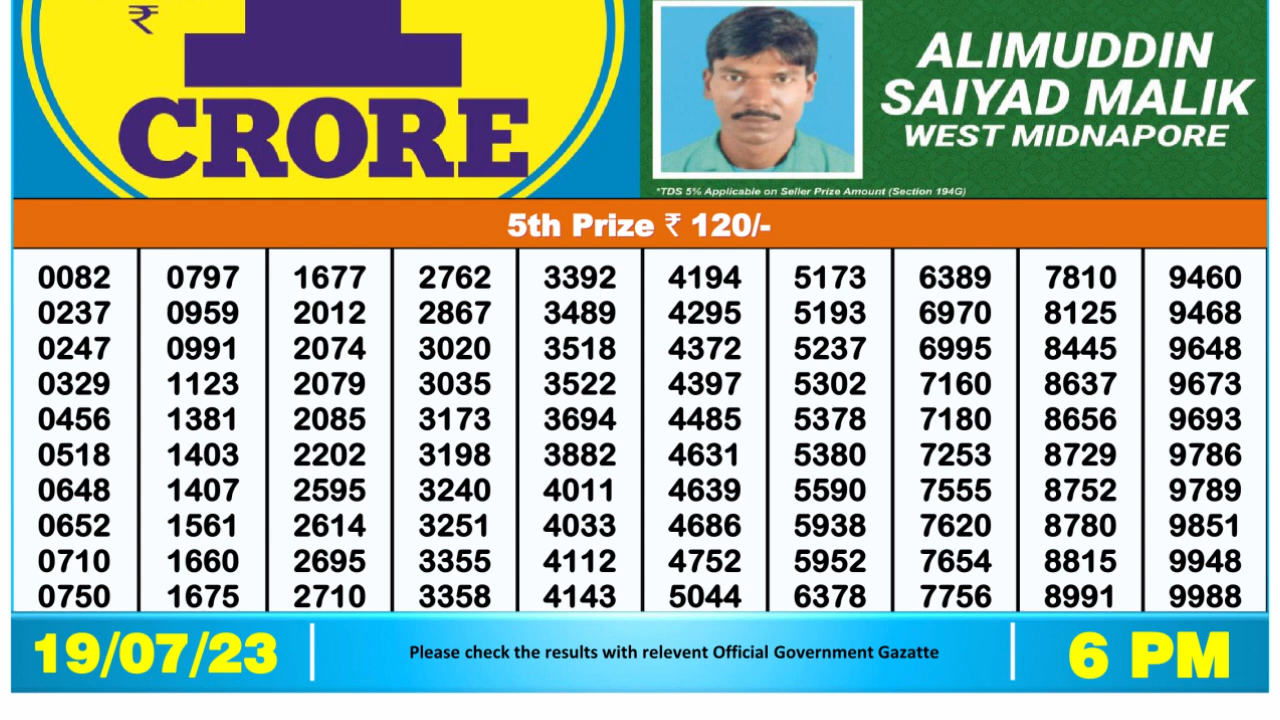 ₹
1
CRORE
ALIMUDDIN
SAIYAD MALIK
WEST MIDNAPORE
*TDS 5% Applicable on Seller Prize Amount (Section 194G)
5th Prize ₹ 120/-
0082 0797 1677 2762 3392 4194 5173 6389 7810 9460
0237 0959 2012 2867 3489 4295 5193 6970 8125 9468
0247 0991 2074 3020 3518 4372 5237 6995 8445 9648
0329 1123 2079 3035 3522 4397 5302 7160 8637 9673
0456 1381 2085 3173 3694 4485 5378 7180 8656 9693
0518 1403 2202 3198 3882 4631 5380 7253 8729 9786
0648 1407 2595 3240 4011 4639 5590 7555 8752 9789
0652 1561 2614 3251 4033 4686 5938 7620 8780 9851
0710 1660 2695 3355 4112 4752 5952 7654 8815 9948
0750 1675 2710 3358 4143 5044 6378 7756 8991 9988
19/07/23
Please check the results with relevent Official Government Gazatte
6 PM